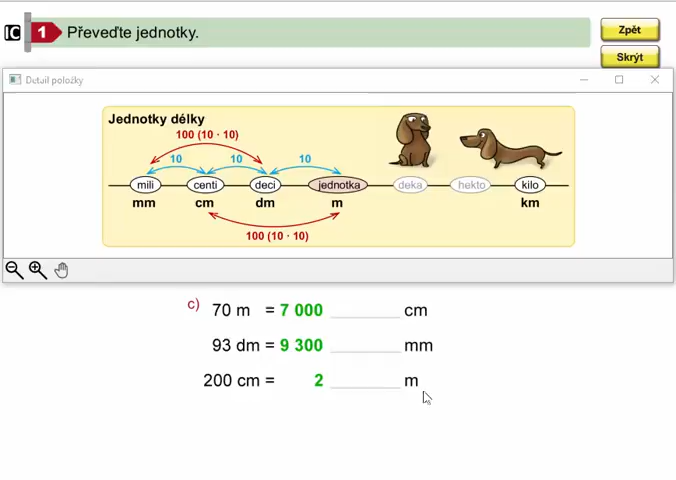 1 Převeďte jednotky.
Zpět
Skrýt
Detail položky
Jednotky délky
100 (10 · 10)
10 10 10
mili centi deci jednotka deka hekto kilo
mm cm dm m km
100 (10 · 10)
c) 70 m = 7 000 cm
93 dm = 9 300 mm
200 cm = 2 m